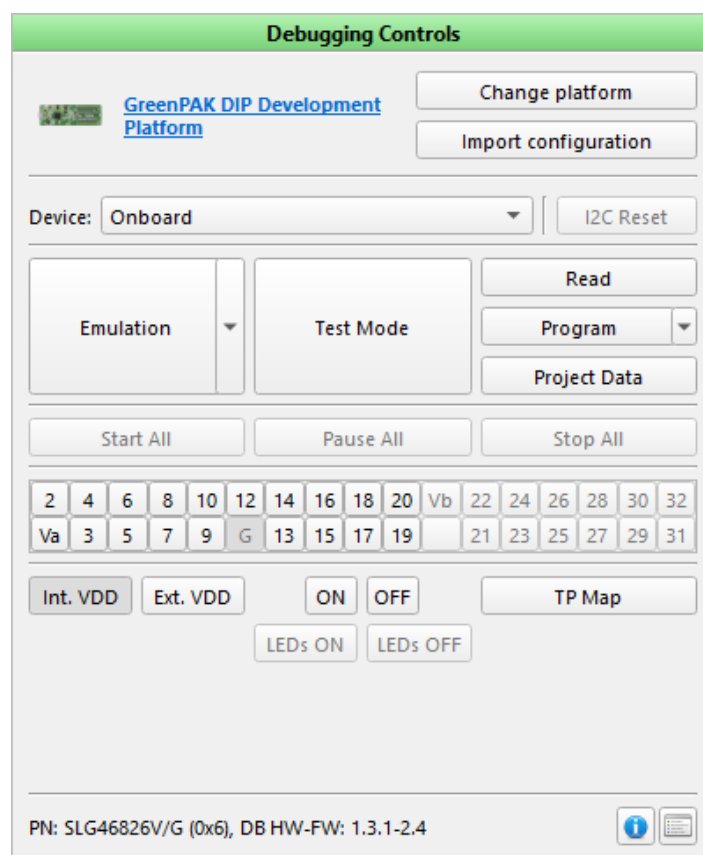 Debugging Controls
GreenPAK DIP Development
Platform
Change platform
Import configuration
Device: Onboard
I2C Reset
Emulation
Test Mode
Read
Program
Project Data
Start All
Pause All
Stop All
2 4 6 8 10 12 14 16 18 20 Vb 22 24 26 28 30 32
Va 3 5 7 9 G 13 15 17 19 21 23 25 27 29 31
Int. VDD Ext. VDD ON OFF TP Map
LEDs ON LEDs OFF
PN: SLG46826V/G (0x6), DB HW-FW: 1.3.1-2.4